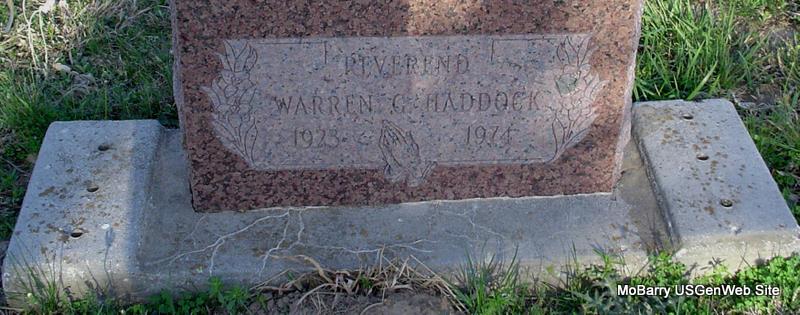 REVEREND
WARREN G HADDOCK
1923 1974
MoBarry USGenWeb Site